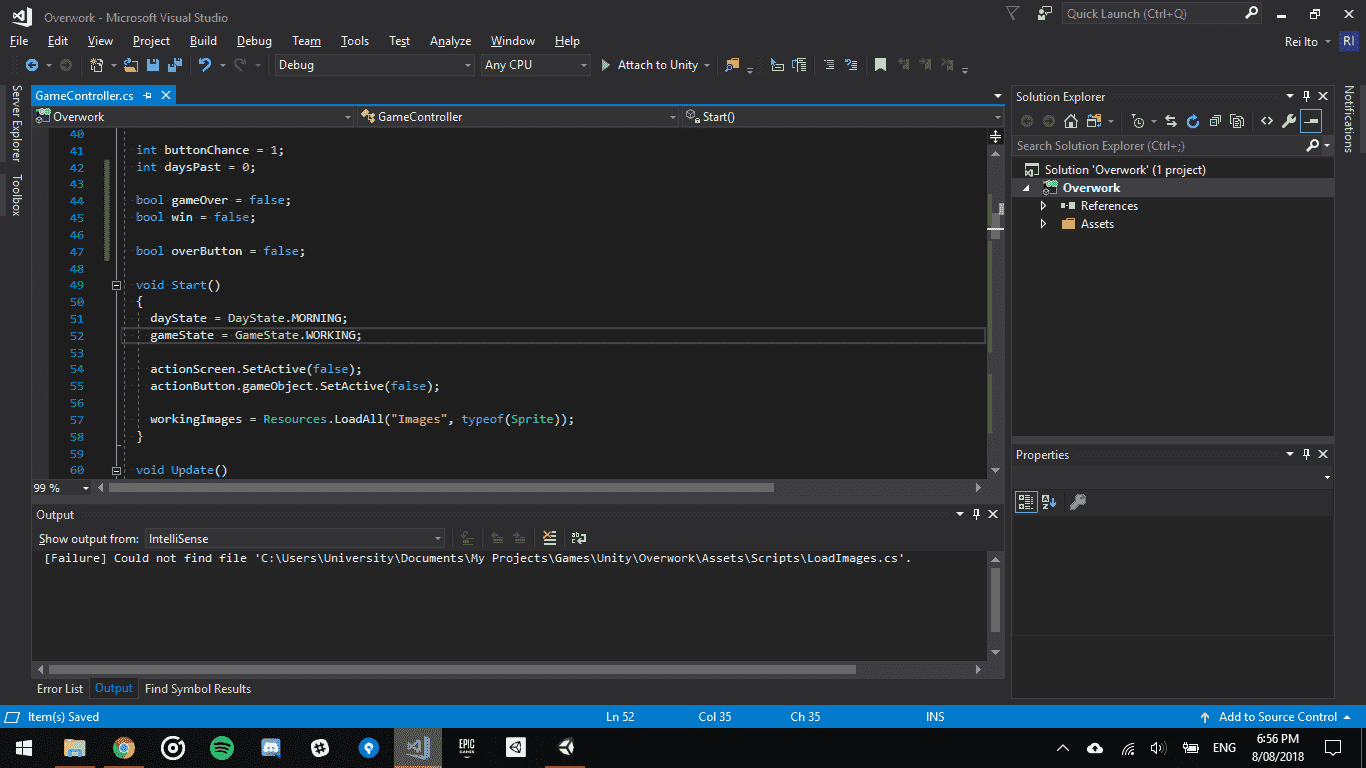 Overwork - Microsoft Visual Studio
Quick Launch (Ctrl+Q)
File Edit View Project Build Debug Team Tools Test Analyze Window Help
Rei Ito RI
Debug Any CPU Attach to Unity
Server Explorer
Toolbox
GameController.cs
Overwork GameController Start()
40
41 int buttonChance = 1;
42 int daysPast = 0;
43
44 bool gameOver = false;
45 bool win = false;
46
47 bool overButton = false;
48
49 void Start()
50 {
51 dayState = DayState.MORNING;
52 gameState = GameState.WORKING;
53
54 actionScreen.SetActive(false);
55 actionButton.gameObject.SetActive(false);
56
57 workingImages = Resources.LoadAll("Images", typeof(Sprite));
58 }
59
60 void Update()
99 %
Output
Show output from: IntelliSense
[Failure] Could not find file 'C:\Users\University\Documents\My Projects\Games\Unity\Overwork\Assets\Scripts\LoadImages.cs'.
Error List Output Find Symbol Results
Solution Explorer
Search Solution Explorer (Ctrl+;)
Solution 'Overwork' (1 project)
Overwork
References
Assets
Properties
Notifications
Item(s) Saved Ln 52 Col 35 Ch 35 INS Add to Source Control
EPIC
GAMES
ENG
6:56 PM
8/08/2018